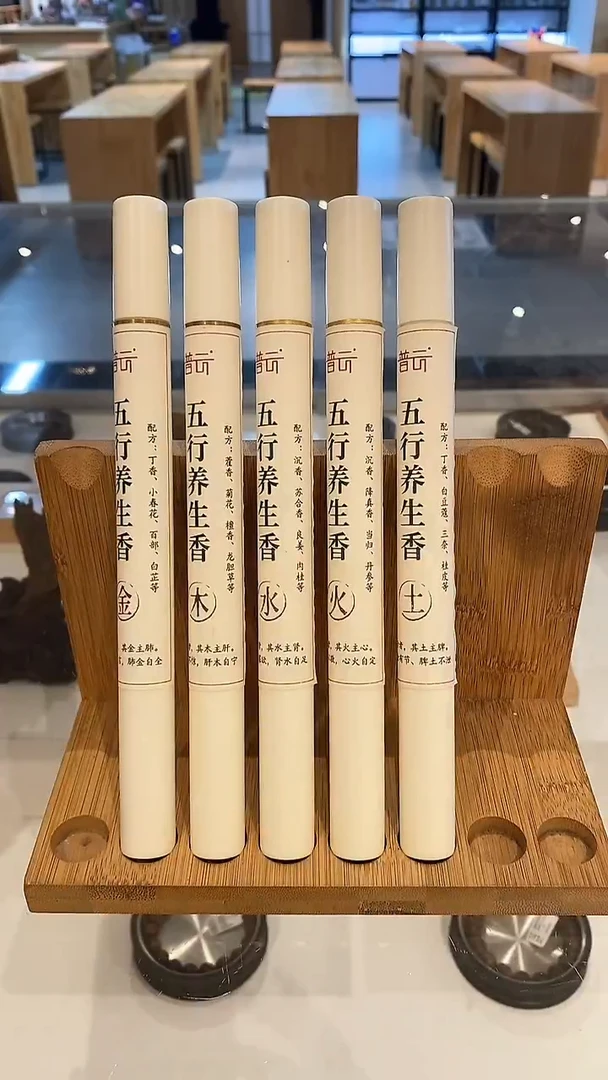 普云
五行养生香
金
配方：丁香、小春花、百部、白芷等
其金主肺。
肺金自全
普云
五行养生香
木
配方：藿香、菊花、檀香、龙胆草等
其木主肝。
肝木自宁
普云
五行养生香
水
配方：沉香、苏合香、良姜、肉桂等
其水主肾。
肾水自足
普云
五行养生香
火
配方：沉香、降真香、当归、丹参等
其火主心。
心火自定
普云
五行养生香
土
配方：丁香、白豆蔻、三奈、桂皮等
其土主脾。
节、脾土不泄